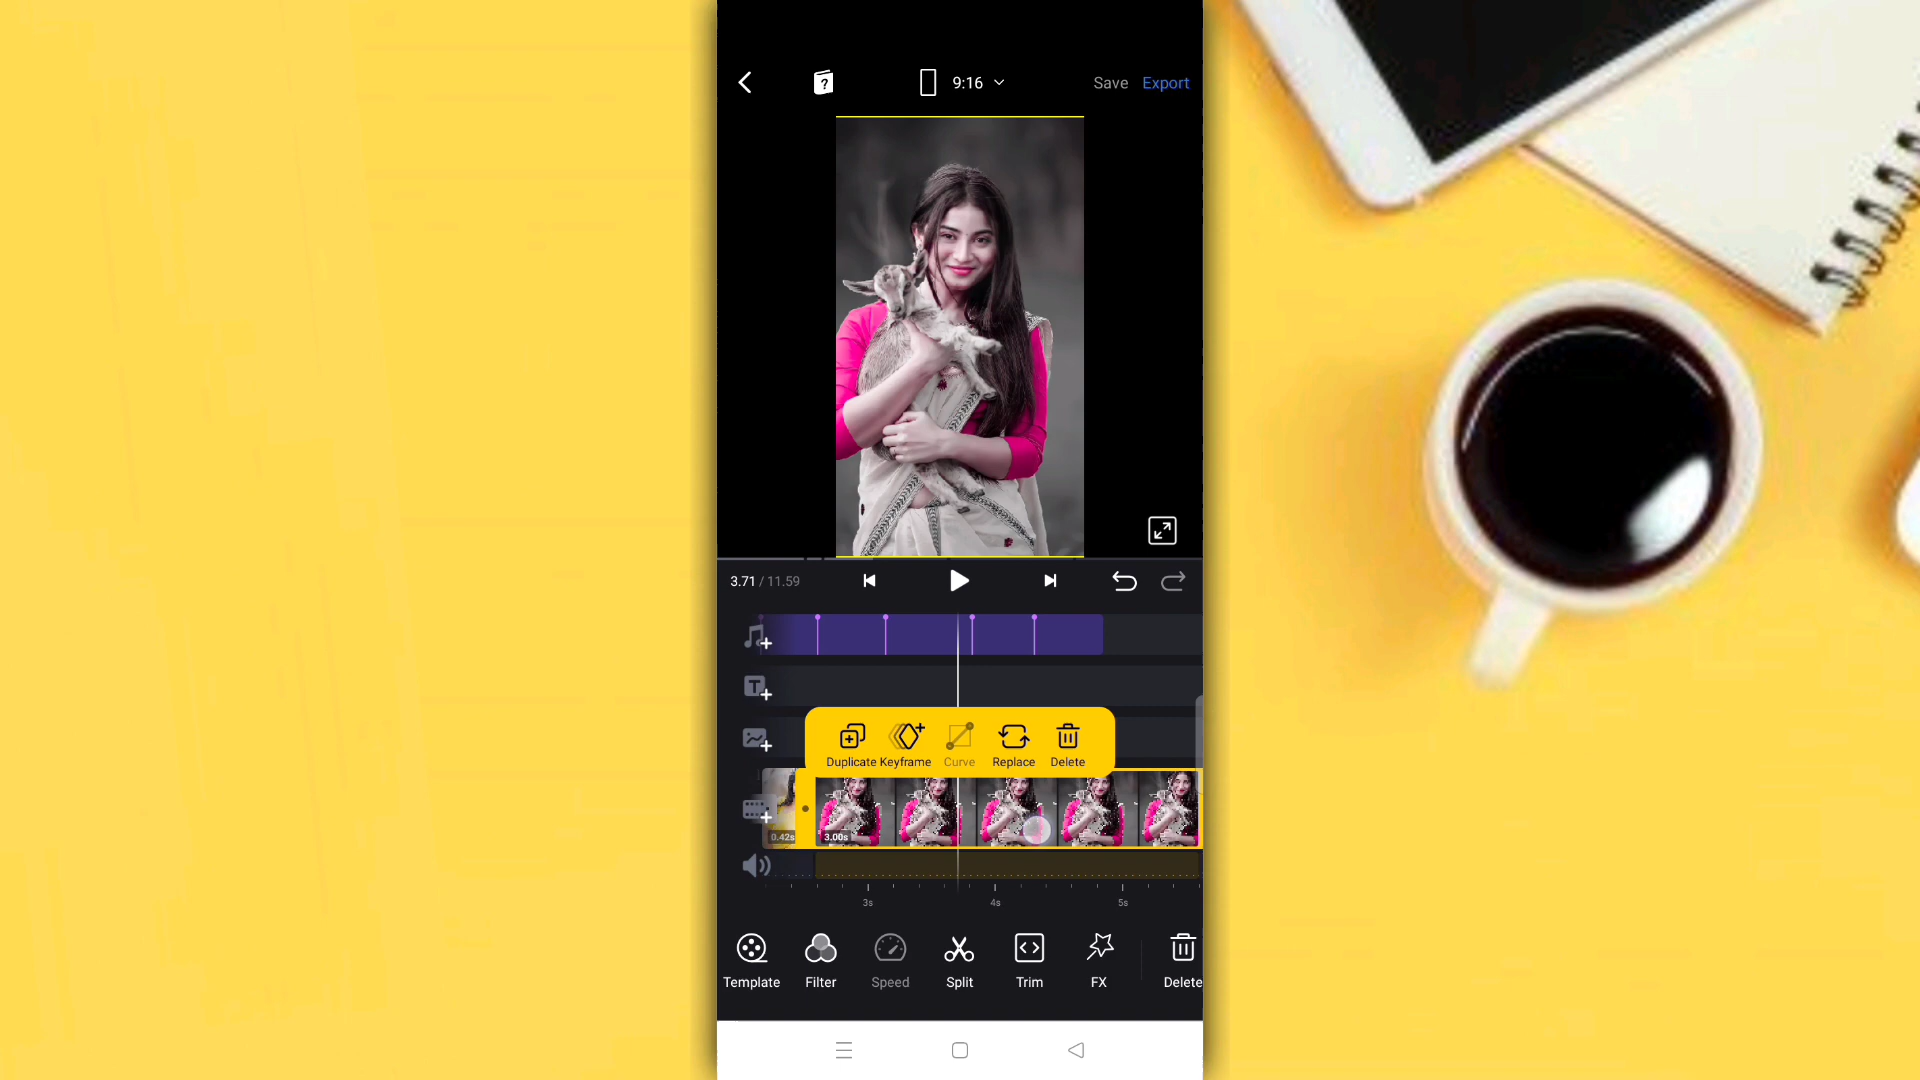 9:16
Save Export
3.71 / 11.59
T
Duplicate Keyframe Curve Replace Delete
0.42s 3.00s
3s 4s 5s
Template Filter Speed Split Trim FX Delete